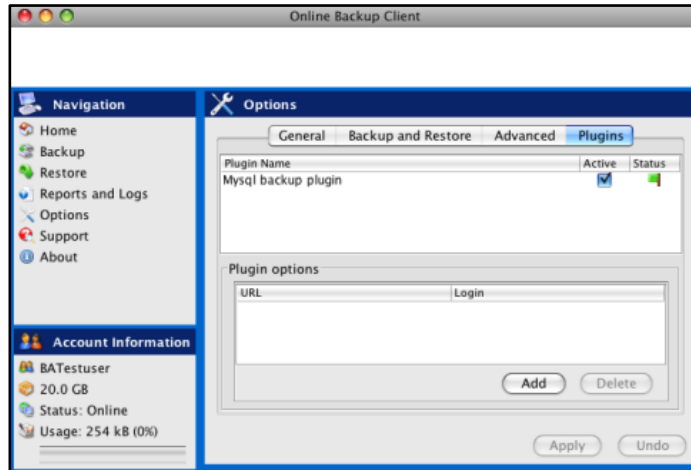 Online Backup Client
Navigation
Home
Backup
Restore
Reports and Logs
Options
Support
About
Account Information
BATestuser
20.0 GB
Status: Online
Usage: 254 kB (0%)
Options
General Backup and Restore Advanced Plugins
Plugin Name Active Status
Mysql backup plugin
Plugin options
URL Login
Add Delete
Apply Undo